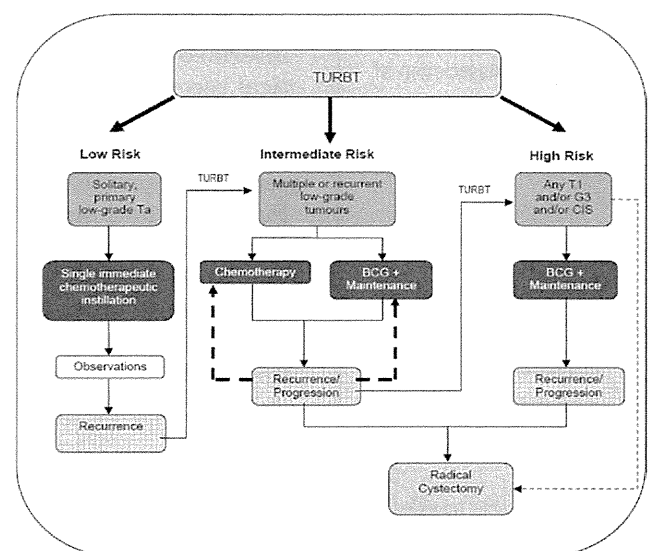 TURBT
Low Risk
Intermediate Risk
High Risk
Solitary,
primary
low-grade Ta
TURBT
Multiple or recurrent
low-grade
tumours
TURBT
Any T1
and/or G3
and/or CIS
Single immediate
chemotherapeutic
instillation
Chemotherapy
BCG +
Maintenance
BCG +
Maintenance
Observations
Recurrence
Recurrence/
Progression
Recurrence/
Progression
Radical
Cystectomy